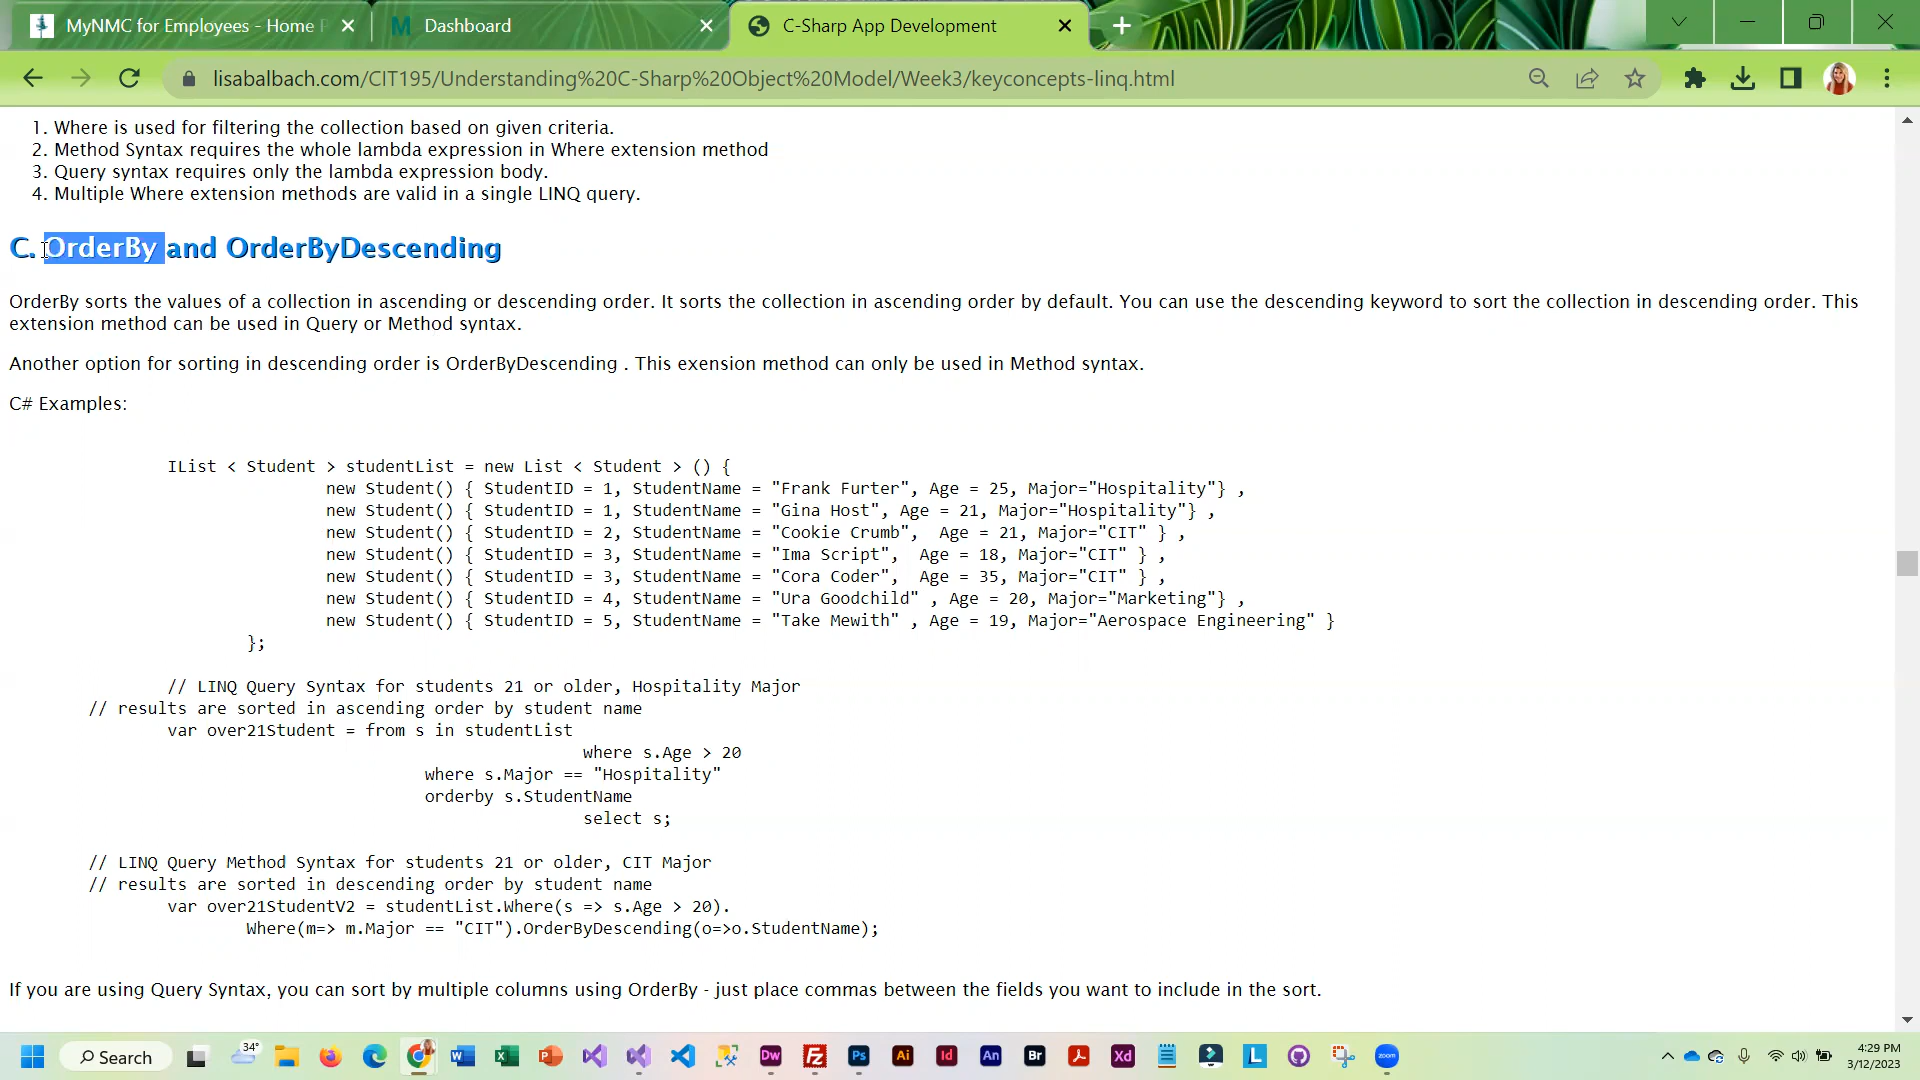 MyNMC for Employees - Home P
Dashboard
C-Sharp App Development
lisabalbach.com/CIT195/Understanding%20C-Sharp%20Object%20Model/Week3/keyconcepts-linq.html
1. Where is used for filtering the collection based on given criteria.
2. Method Syntax requires the whole lambda expression in Where extension method
3. Query syntax requires only the lambda expression body.
4. Multiple Where extension methods are valid in a single LINQ query.
C. OrderBy and OrderByDescending
OrderBy sorts the values of a collection in ascending or descending order. It sorts the collection in ascending order by default. You can use the descending keyword to sort the collection in descending order. This
extension method can be used in Query or Method syntax.
Another option for sorting in descending order is OrderByDescending . This exension method can only be used in Method syntax.
C# Examples:
IList < Student > studentList = new List < Student > () {
new Student() { StudentID = 1, StudentName = "Frank Furter", Age = 25, Major="Hospitality"} ,
new Student() { StudentID = 1, StudentName = "Gina Host", Age = 21, Major="Hospitality"} ,
new Student() { StudentID = 2, StudentName = "Cookie Crumb",  Age = 21, Major="CIT" } ,
new Student() { StudentID = 3, StudentName = "Ima Script",  Age = 18, Major="CIT" } ,
new Student() { StudentID = 3, StudentName = "Cora Coder",  Age = 35, Major="CIT" } ,
new Student() { StudentID = 4, StudentName = "Ura Goodchild" , Age = 20, Major="Marketing"} ,
new Student() { StudentID = 5, StudentName = "Take Mewith" , Age = 19, Major="Aerospace Engineering" }
};
// LINQ Query Syntax for students 21 or older, Hospitality Major
// results are sorted in ascending order by student name
var over21Student = from s in studentList
where s.Age > 20
where s.Major == "Hospitality"
orderby s.StudentName
select s;
// LINQ Query Method Syntax for students 21 or older, CIT Major
// results are sorted in descending order by student name
var over21StudentV2 = studentList.Where(s => s.Age > 20).
Where(m=> m.Major == "CIT").OrderByDescending(o=>o.StudentName);
If you are using Query Syntax, you can sort by multiple columns using OrderBy - just place commas between the fields you want to include in the sort.
Search
34°
4:29 PM
3/12/2023